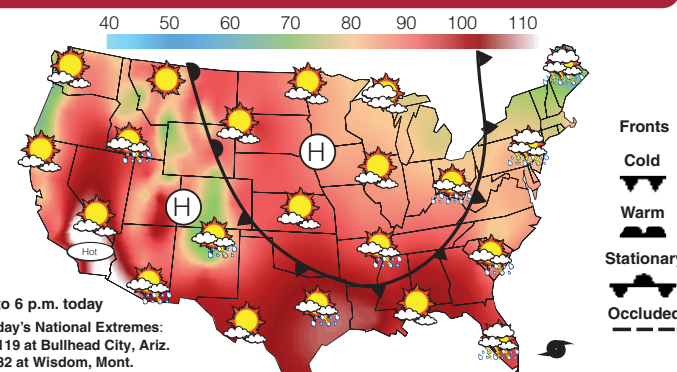 40 50 60 70 80 90 100 110
H
H
Hot
Fronts
Cold
Warm
Stationary
Occluded
to 6 p.m. today
day's National Extremes:
119 at Bullhead City, Ariz.
32 at Wisdom, Mont.